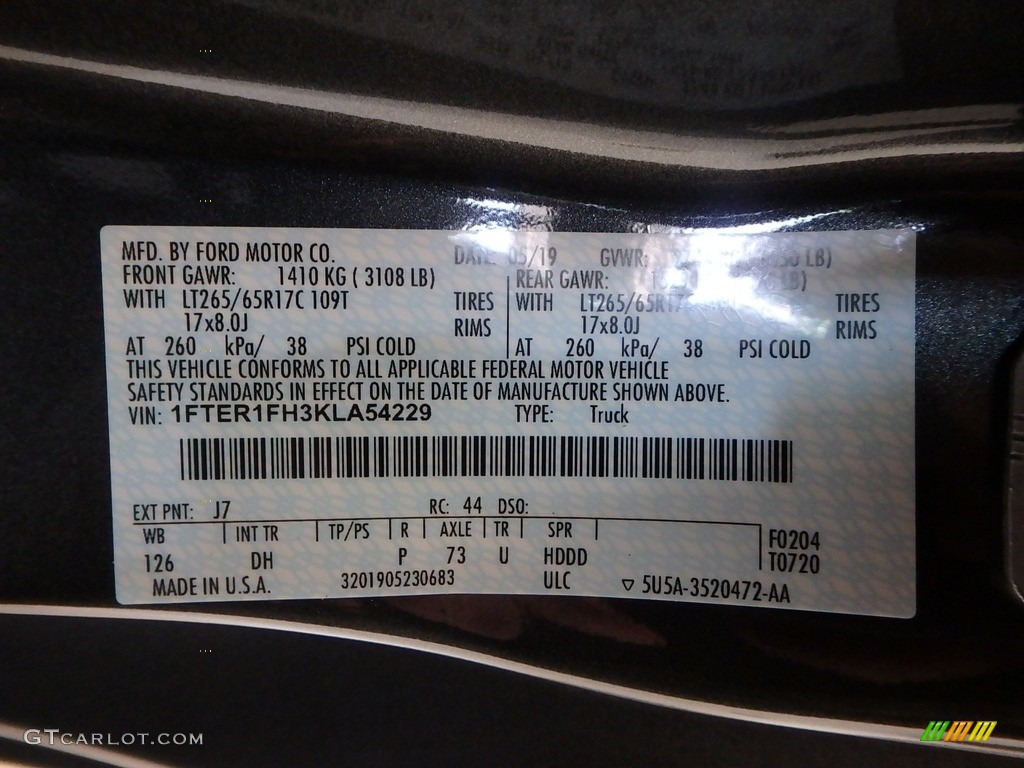 MFD. BY FORD MOTOR CO. DATE: 05/19 GVWR: LB)
FRONT GAWR: 1410 KG ( 3108 LB) REAR GAWR: LB)
WITH LT265/65R17C 109T TIRES WITH LT265/65R17 TIRES
17x8.0J RIMS 17x8.0J RIMS
AT 260 kPa/ 38 PSI COLD AT 260 kPa/ 38 PSI COLD
THIS VEHICLE CONFORMS TO ALL APPLICABLE FEDERAL MOTOR VEHICLE
SAFETY STANDARDS IN EFFECT ON THE DATE OF MANUFACTURE SHOWN ABOVE.
VIN: 1FTER1FH3KLA54229 TYPE: Truck
EXT PNT: J7 RC: 44 DSO:
WB INT TR TP/PS R AXLE TR SPR F0204
126 DH P 73 U HDDD T0720
MADE IN U.S.A. 3201905230683 ULC ▽ 5U5A-3520472-AA
GTCARLOT.COM